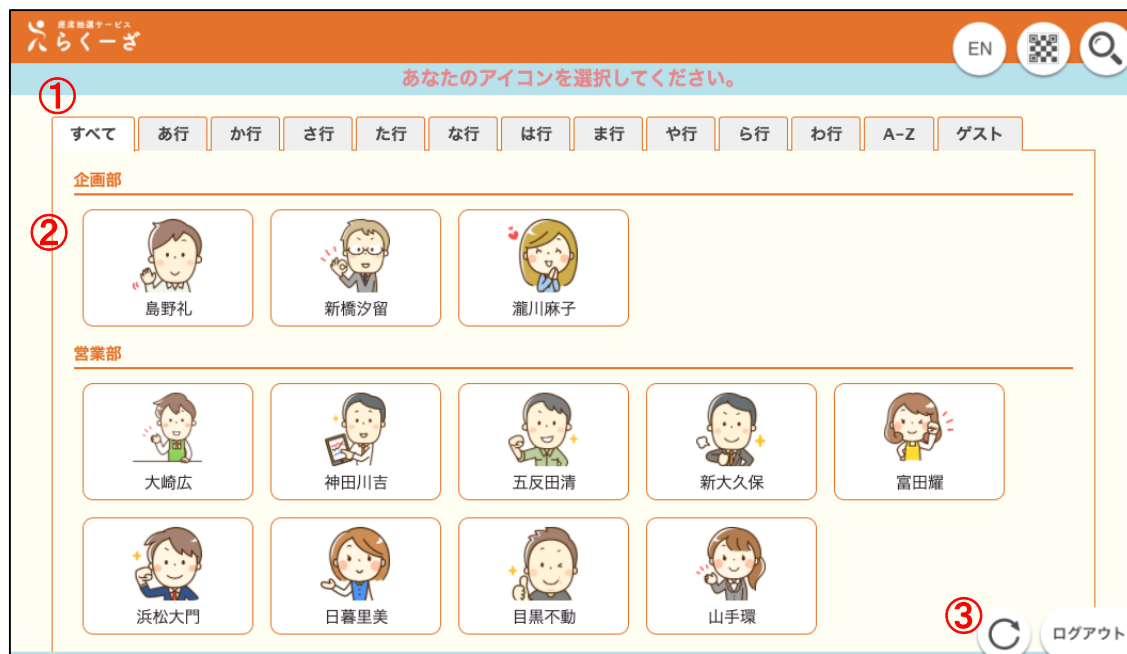 座席抽選サービス
らくーざ
EN
あなたのアイコンを選択してください。
①
すべて あ行 か行 さ行 た行 な行 は行 ま行 や行 ら行 わ行 A-Z ゲスト
企画部
②
島野礼 新橋汐留 瀧川麻子
営業部
大崎広 神田川吉 五反田清 新大久保 富田耀
浜松大門 日暮里美 目黒不動 山手環
③
ログアウト